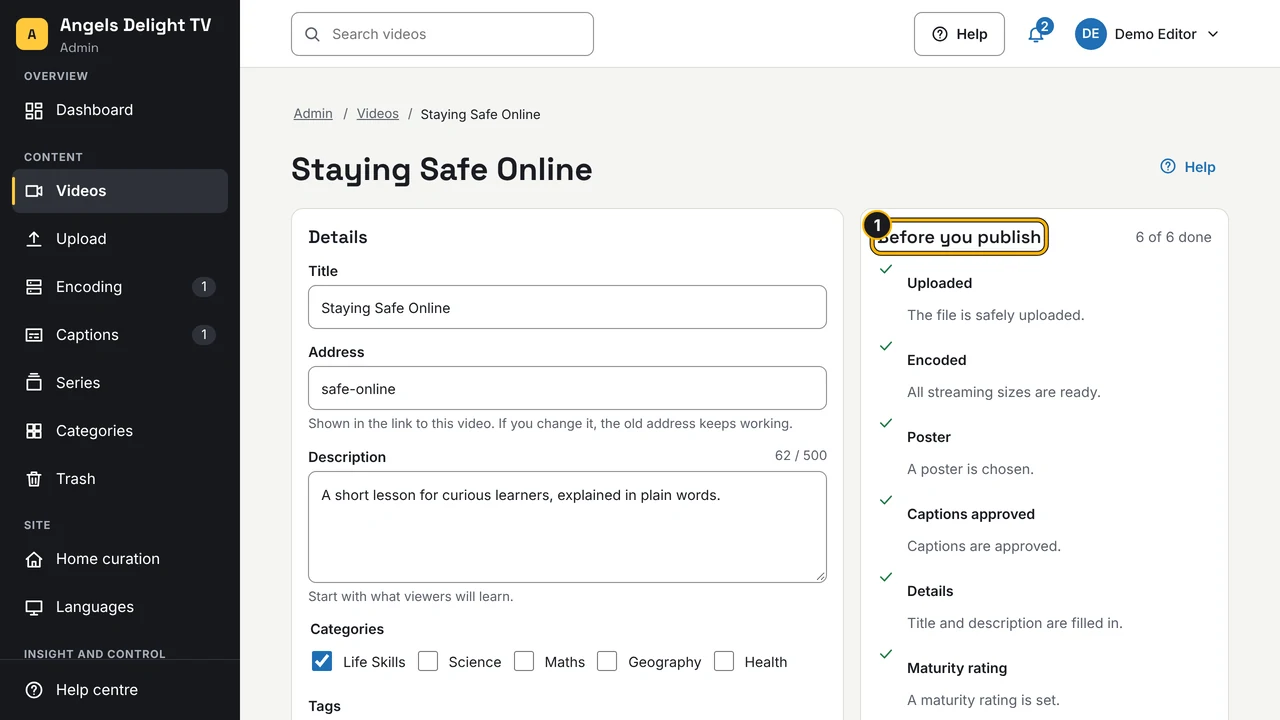 A
Angels Delight TV
Admin
OVERVIEW
Dashboard
CONTENT
Videos
Upload
Encoding 1
Captions 1
Series
Categories
Trash
SITE
Home curation
Languages
INSIGHT AND CONTROL
Help centre
Search videos
Help
2
DE Demo Editor
Admin / Videos / Staying Safe Online
Staying Safe Online
Help
Details
Title
Staying Safe Online
Address
safe-online
Shown in the link to this video. If you change it, the old address keeps working.
Description 62 / 500
A short lesson for curious learners, explained in plain words.
Start with what viewers will learn.
Categories
Life Skills Science Maths Geography Health
Tags
1
Before you publish 6 of 6 done
Uploaded
The file is safely uploaded.
Encoded
All streaming sizes are ready.
Poster
A poster is chosen.
Captions approved
Captions are approved.
Details
Title and description are filled in.
Maturity rating
A maturity rating is set.